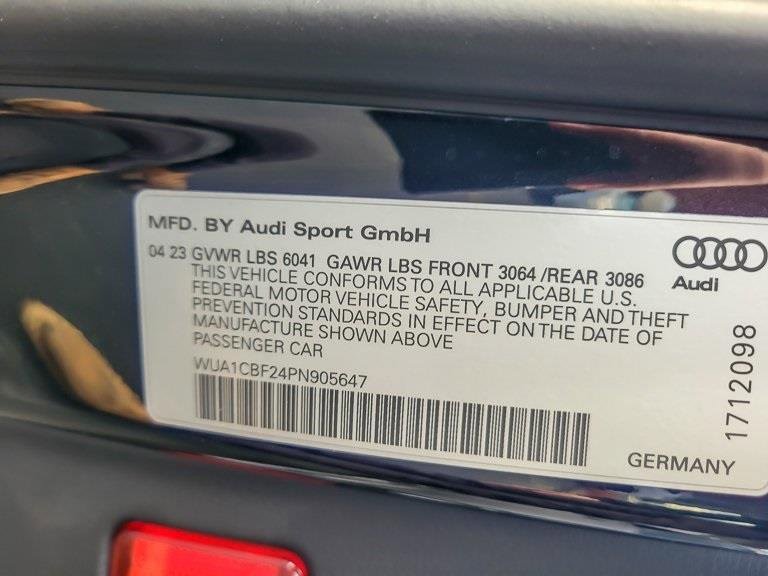 MFD. BY Audi Sport GmbH
04 23 GVWR LBS 6041 GAWR LBS FRONT 3064 /REAR 3086
THIS VEHICLE CONFORMS TO ALL APPLICABLE U.S.
FEDERAL MOTOR VEHICLE SAFETY, BUMPER AND THEFT
PREVENTION STANDARDS IN EFFECT ON THE DATE OF
MANUFACTURE SHOWN ABOVE
PASSENGER CAR
WUA1CBF24PN905647
Audi
1712098
GERMANY